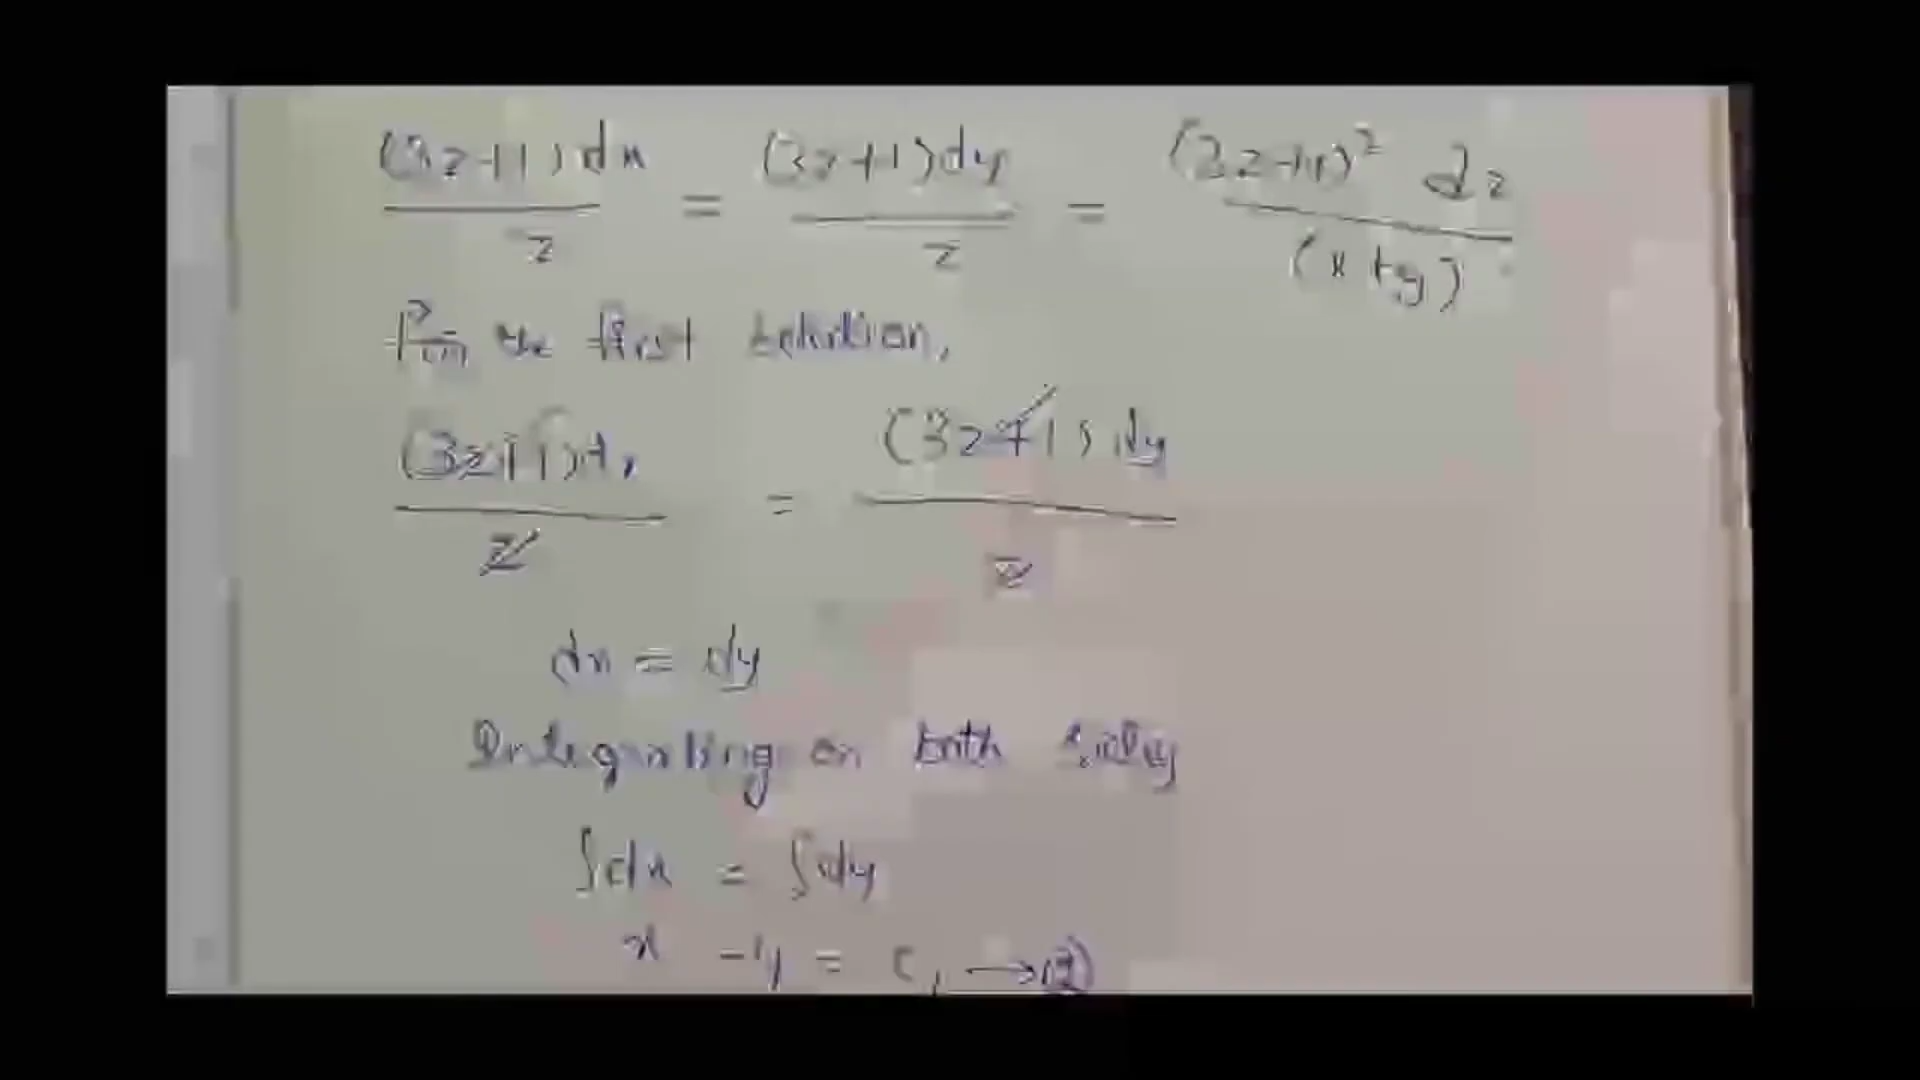 (3z+1)dx / z = (3z+1)dy / z = (3z+1)² dz / (x+y)
From the first solution,
(3z+1)dx / z = (3z+1)dy / z
dx = dy
Integrating on both sides
∫dx = ∫dy
x - y = c₁ → (2)